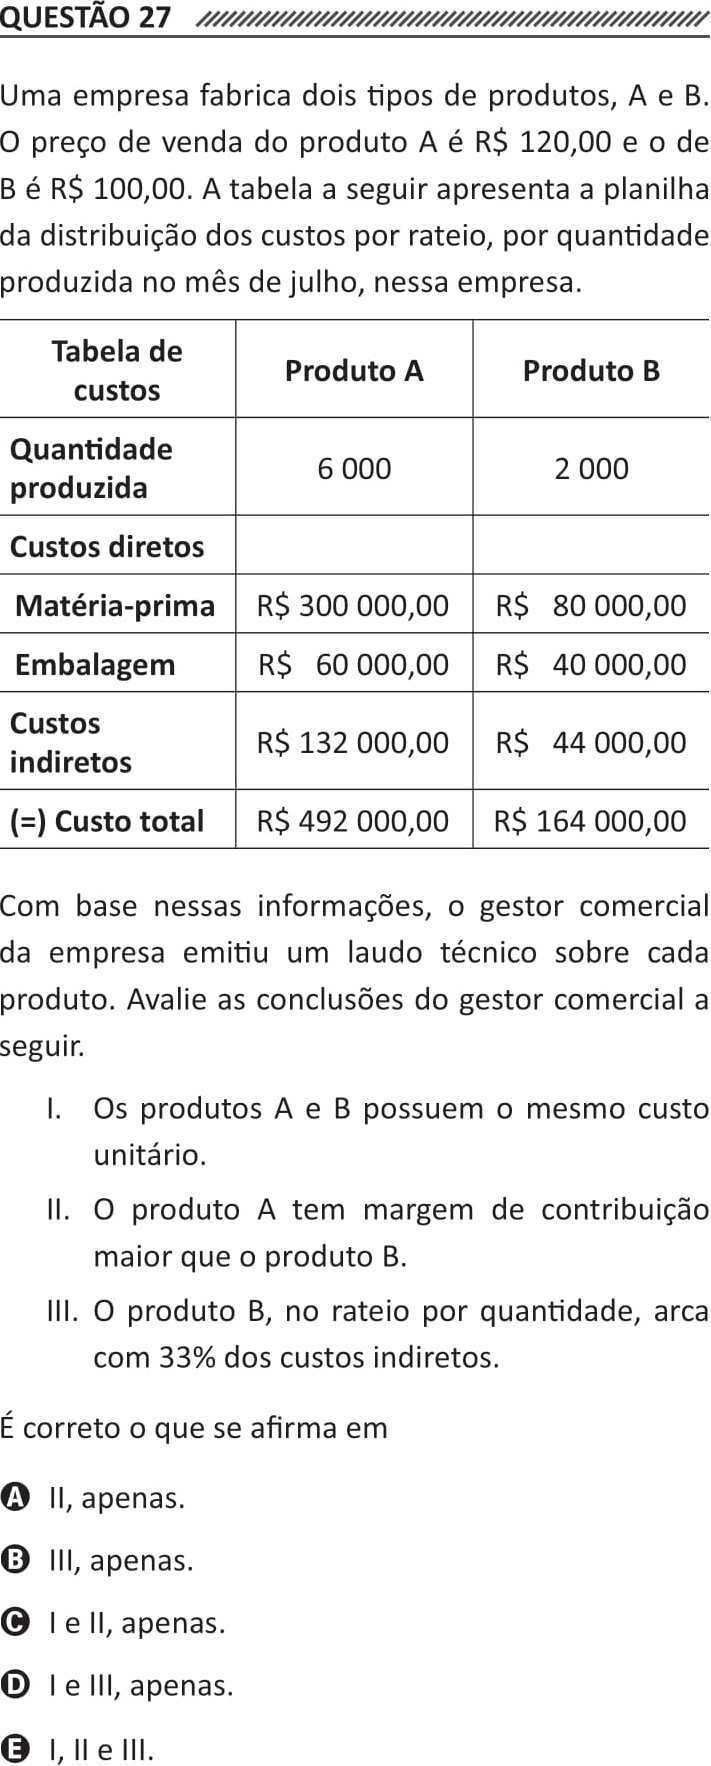 QUESTÃO 27
Uma empresa fabrica dois tipos de produtos, A e B.
O preço de venda do produto A é R$ 120,00 e o de
B é R$ 100,00. A tabela a seguir apresenta a planilha
da distribuição dos custos por rateio, por quantidade
produzida no mês de julho, nessa empresa.
Tabela de custos Produto A Produto B
Quantidade produzida 6 000 2 000
Custos diretos
Matéria-prima R$ 300 000,00 R$ 80 000,00
Embalagem R$ 60 000,00 R$ 40 000,00
Custos indiretos R$ 132 000,00 R$ 44 000,00
(=) Custo total R$ 492 000,00 R$ 164 000,00
Com base nessas informações, o gestor comercial
da empresa emitiu um laudo técnico sobre cada
produto. Avalie as conclusões do gestor comercial a
seguir.
I. Os produtos A e B possuem o mesmo custo
unitário.
II. O produto A tem margem de contribuição
maior que o produto B.
III. O produto B, no rateio por quantidade, arca
com 33% dos custos indiretos.
É correto o que se afirma em
A II, apenas.
B III, apenas.
C I e II, apenas.
D I e III, apenas.
E I, II e III.